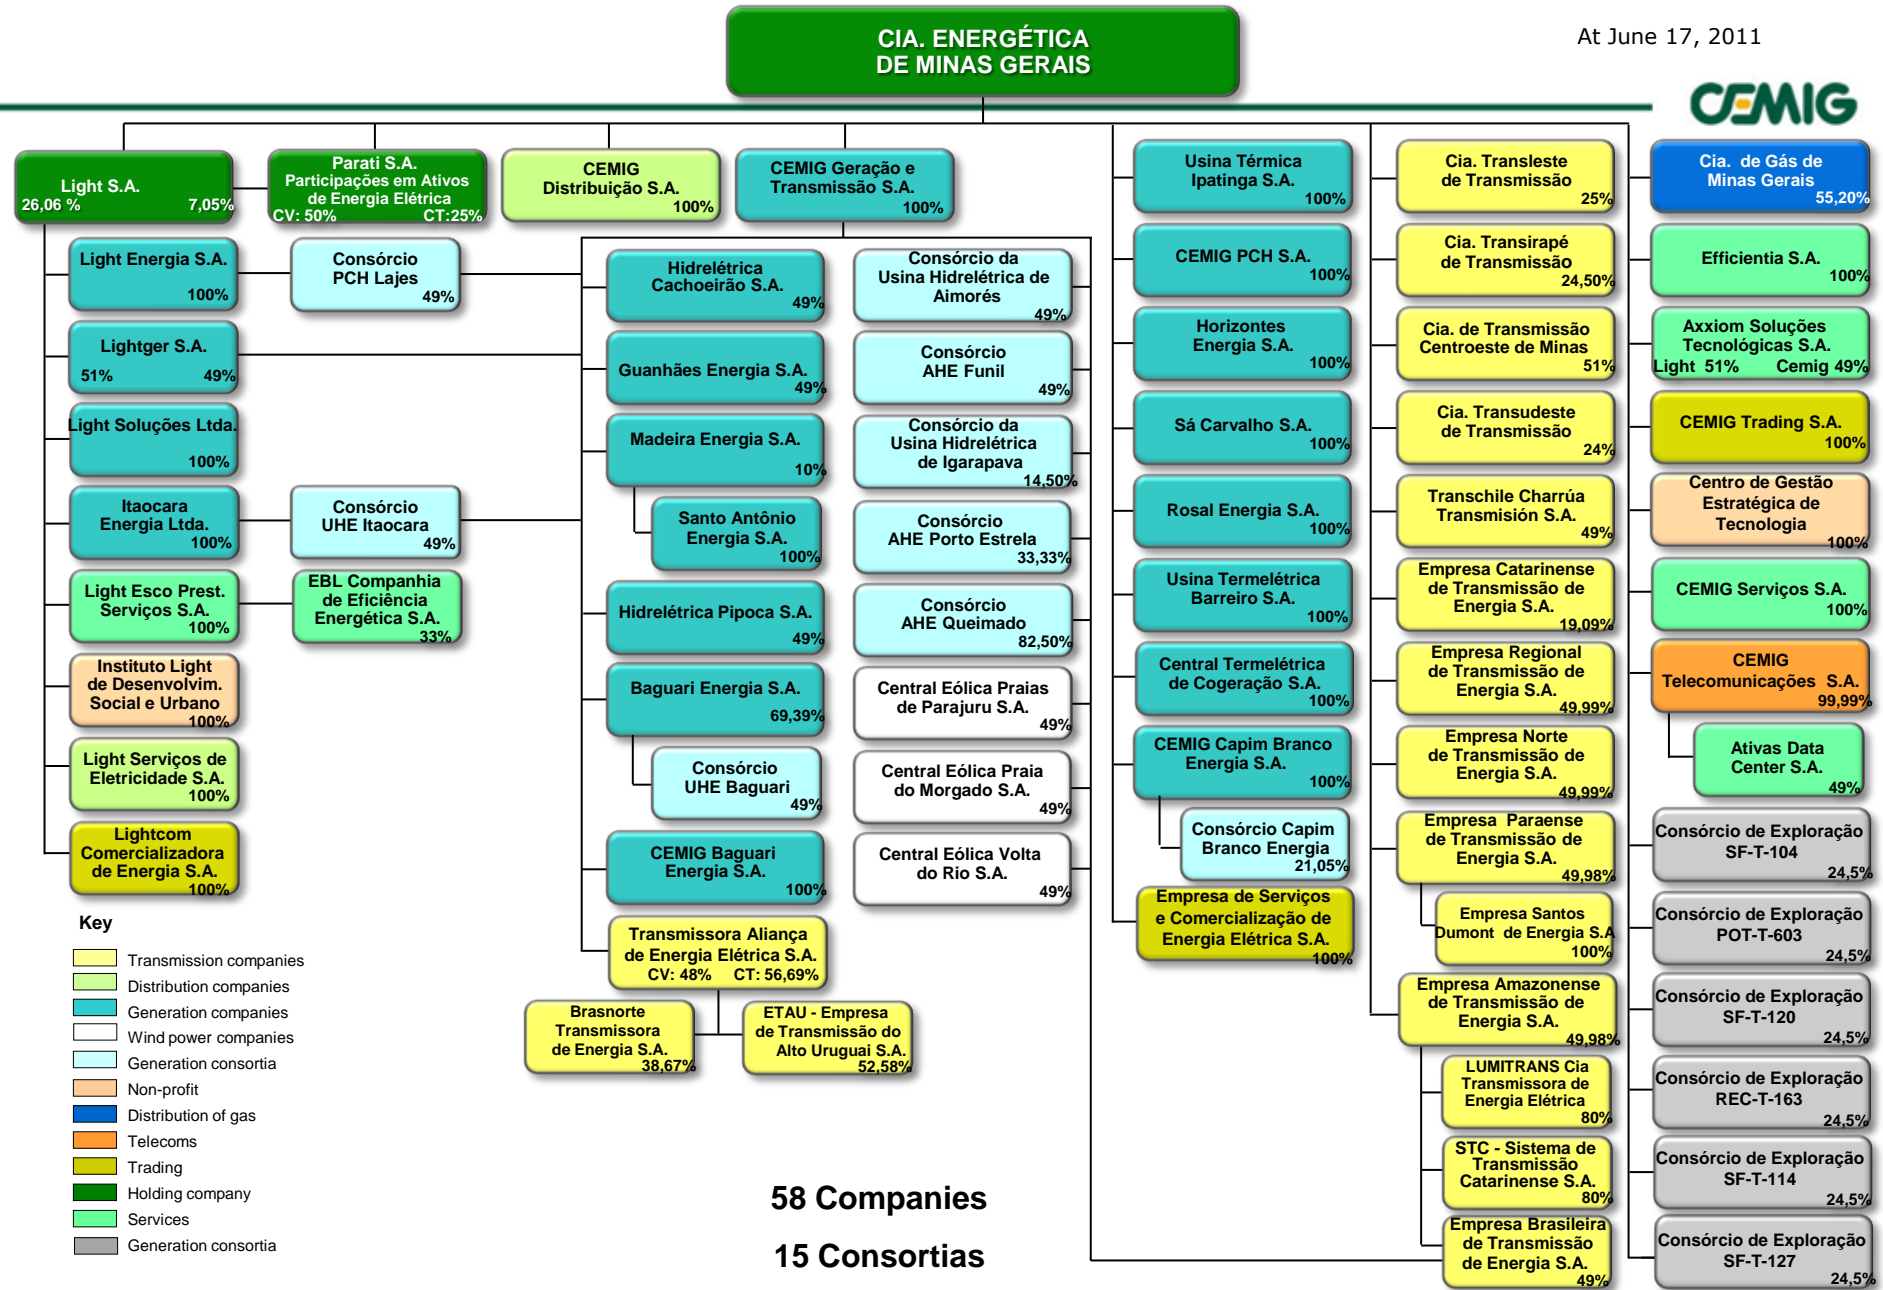 CIA. ENERGÉTICA
DE MINAS GERAIS
At June 17, 2011
CEMIG
Light S.A.
26,06 %
7,05%
Parati S.A.
Participações em Ativos
de Energia Elétrica
CV: 50%
CT:25%
CEMIG
Distribuição S.A.
100%
CEMIG Geração e
Transmissão S.A.
100%
Light Energia S.A.
100%
Consórcio
PCH Lajes
49%
Lightger S.A.
51%
49%
Light Soluções Ltda.
100%
Itaocara
Energia Ltda.
100%
Consórcio
UHE Itaocara
49%
Light Esco Prest.
Serviços S.A.
100%
EBL Companhia
de Eficiência
Energética S.A.
33%
Instituto Light
de Desenvolvim.
Social e Urbano
100%
Light Serviços de
Eletricidade S.A.
100%
Lightcom
Comercializadora
de Energia S.A.
100%
Hidrelétrica
Cachoeirão S.A.
49%
Guanhães Energia S.A.
49%
Madeira Energia S.A.
10%
Santo Antônio
Energia S.A.
100%
Hidrelétrica Pipoca S.A.
49%
Baguari Energia S.A.
69,39%
Consórcio
UHE Baguari
49%
CEMIG Baguari
Energia S.A.
100%
Transmissora Aliança
de Energia Elétrica S.A.
CV: 48%
CT: 56,69%
Brasnorte
Transmissora
de Energia S.A.
38,67%
ETAU - Empresa
de Transmissão do
Alto Uruguai S.A.
52,58%
Consórcio da
Usina Hidrelétrica de
Aimorés
49%
Consórcio
AHE Funil
49%
Consórcio da
Usina Hidrelétrica
de Igarapava
14,50%
Consórcio
AHE Porto Estrela
33,33%
Consórcio
AHE Queimado
82,50%
Central Eólica Praias
de Parajuru S.A.
49%
Central Eólica Praia
do Morgado S.A.
49%
Central Eólica Volta
do Rio S.A.
49%
Usina Térmica
Ipatinga S.A.
100%
CEMIG PCH S.A.
100%
Horizontes
Energia S.A.
100%
Sá Carvalho S.A.
100%
Rosal Energia S.A.
100%
Usina Termelétrica
Barreiro S.A.
100%
Central Termelétrica
de Cogeração S.A.
100%
CEMIG Capim Branco
Energia S.A.
100%
Consórcio Capim
Branco Energia
21,05%
Empresa de Serviços
e Comercialização de
Energia Elétrica S.A.
100%
Cia. Transleste
de Transmissão
25%
Cia. Transirapé
de Transmissão
24,50%
Cia. de Transmissão
Centroeste de Minas
51%
Cia. Transudeste
de Transmissão
24%
Transchile Charrúa
Transmisión S.A.
49%
Empresa Catarinense
de Transmissão de
Energia S.A.
19,09%
Empresa Regional
de Transmissão de
Energia S.A.
49,99%
Empresa Norte
de Transmissão de
Energia S.A.
49,99%
Empresa Paraense
de Transmissão de
Energia S.A.
49,98%
Empresa Santos
Dumont de Energia S.A
100%
Empresa Amazonense
de Transmissão de
Energia S.A.
49,98%
LUMITRANS Cia
Transmissora de
Energia Elétrica
80%
STC - Sistema de
Transmissão
Catarinense S.A.
80%
Empresa Brasileira
de Transmissão
de Energia S.A.
49%
Cia. de Gás de
Minas Gerais
55,20%
Efficientia S.A.
100%
Axxiom Soluções
Tecnológicas S.A.
Light 51%
Cemig 49%
CEMIG Trading S.A.
100%
Centro de Gestão
Estratégica de
Tecnologia
100%
CEMIG Serviços S.A.
100%
CEMIG
Telecomunicações S.A.
99,99%
Ativas Data
Center S.A.
49%
Consórcio de Exploração
SF-T-104
24,5%
Consórcio de Exploração
POT-T-603
24,5%
Consórcio de Exploração
SF-T-120
24,5%
Consórcio de Exploração
REC-T-163
24,5%
Consórcio de Exploração
SF-T-114
24,5%
Consórcio de Exploração
SF-T-127
24,5%
Key
Transmission companies
Distribution companies
Generation companies
Wind power companies
Generation consortia
Non-profit
Distribution of gas
Telecoms
Trading
Holding company
Services
Generation consortia
58 Companies
15 Consortias